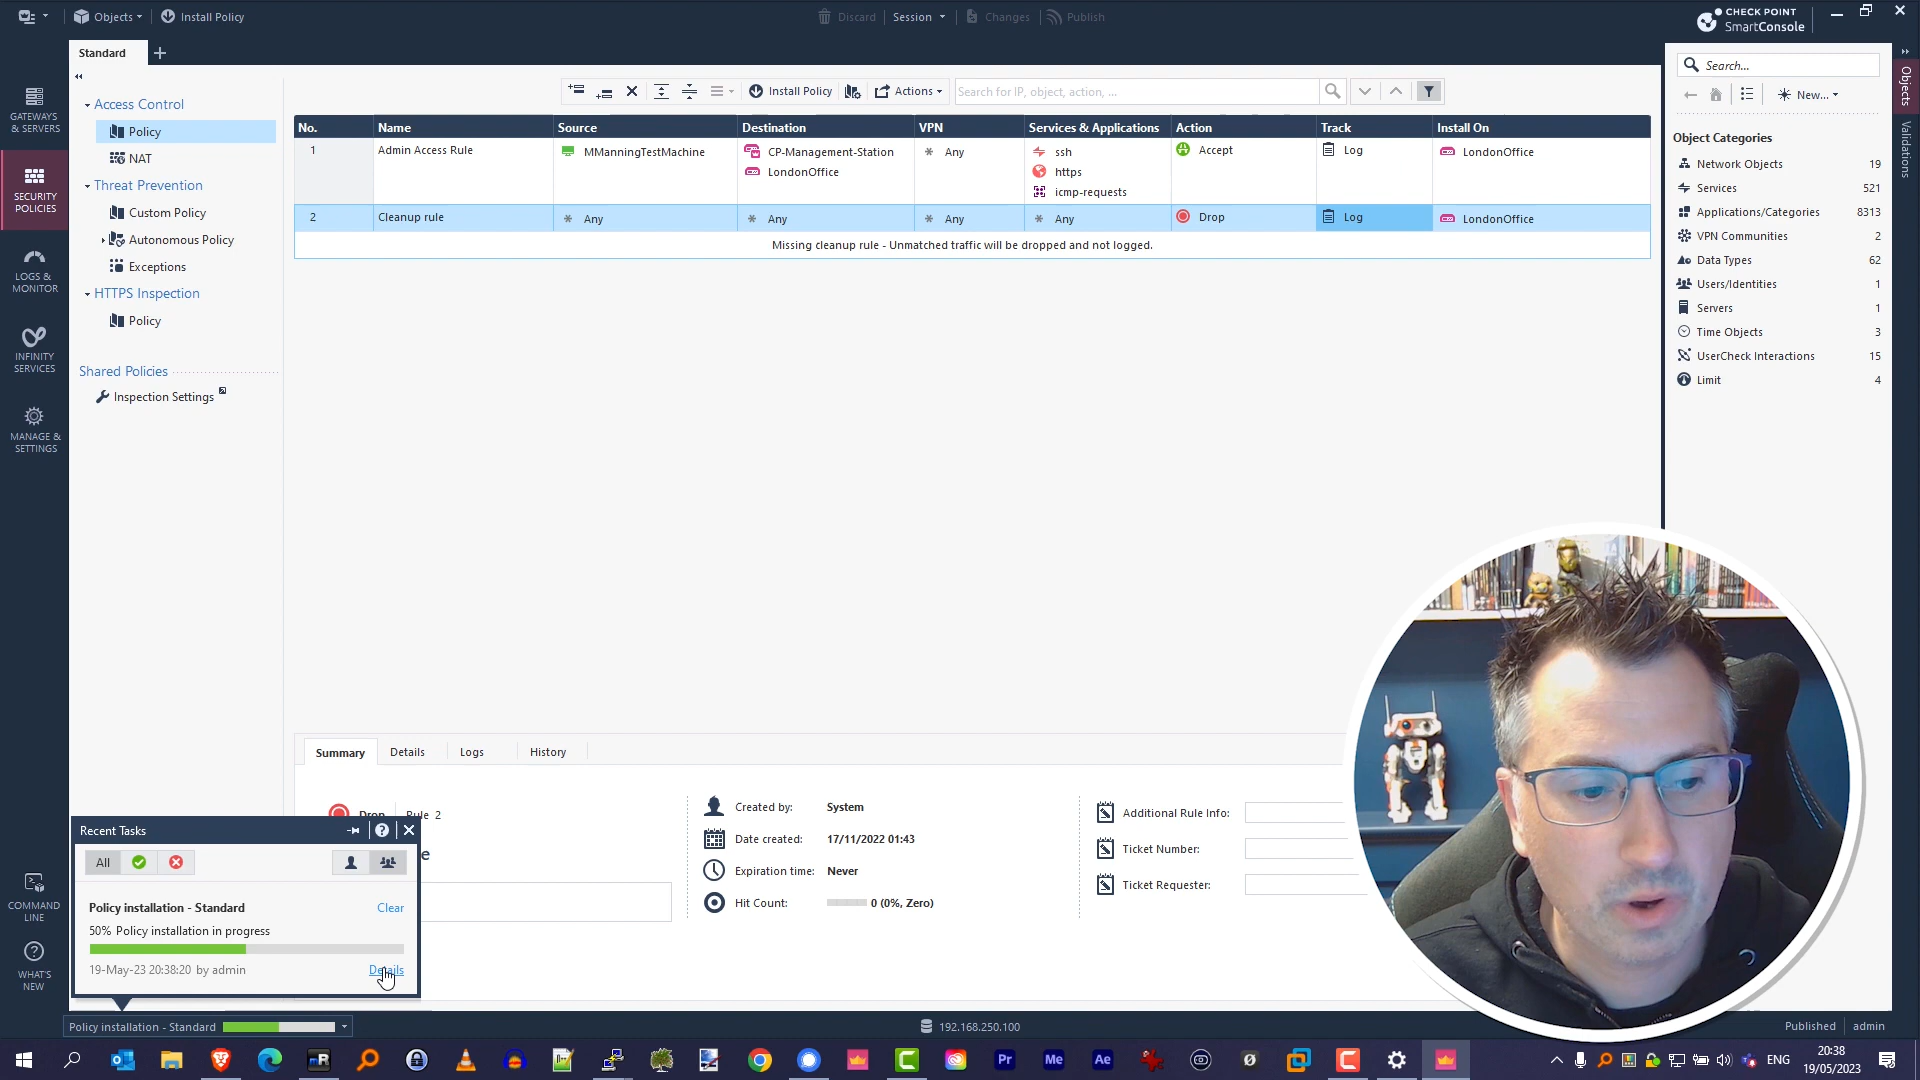 Objects
Install Policy
Discard
Session
Changes
Publish
CHECK POINT
SmartConsole
Standard
GATEWAYS
& SERVERS
SECURITY
POLICIES
LOGS &
MONITOR
INFINITY
SERVICES
MANAGE &
SETTINGS
COMMAND
LINE
WHAT'S
NEW
Access Control
Policy
NAT
Threat Prevention
Custom Policy
Autonomous Policy
Exceptions
HTTPS Inspection
Policy
Shared Policies
Inspection Settings
Install Policy
Actions
Search for IP, object, action, ...
No. Name Source Destination VPN Services & Applications Action Track Install On
1 Admin Access Rule MManningTestMachine CP-Management-Station Any ssh Accept Log LondonOffice
LondonOffice https
icmp-requests
2 Cleanup rule Any Any Any Any Drop Log LondonOffice
Missing cleanup rule - Unmatched traffic will be dropped and not logged.
Search...
New...
Objects
Validations
Object Categories
Network Objects 19
Services 521
Applications/Categories 8313
VPN Communities 2
Data Types 62
Users/Identities 1
Servers 1
Time Objects 3
UserCheck Interactions 15
Limit 4
Summary Details Logs History
Drop Rule 2
e
Created by: System
Date created: 17/11/2022 01:43
Expiration time: Never
Hit Count: 0 (0%, Zero)
Additional Rule Info:
Ticket Number:
Ticket Requester:
Recent Tasks
All
Policy installation - Standard Clear
50% Policy installation in progress
19-May-23 20:38:20 by admin Details
Policy installation - Standard
192.168.250.100
Published admin
R
Pr
Me
Ae
ENG
20:38
19/05/2023